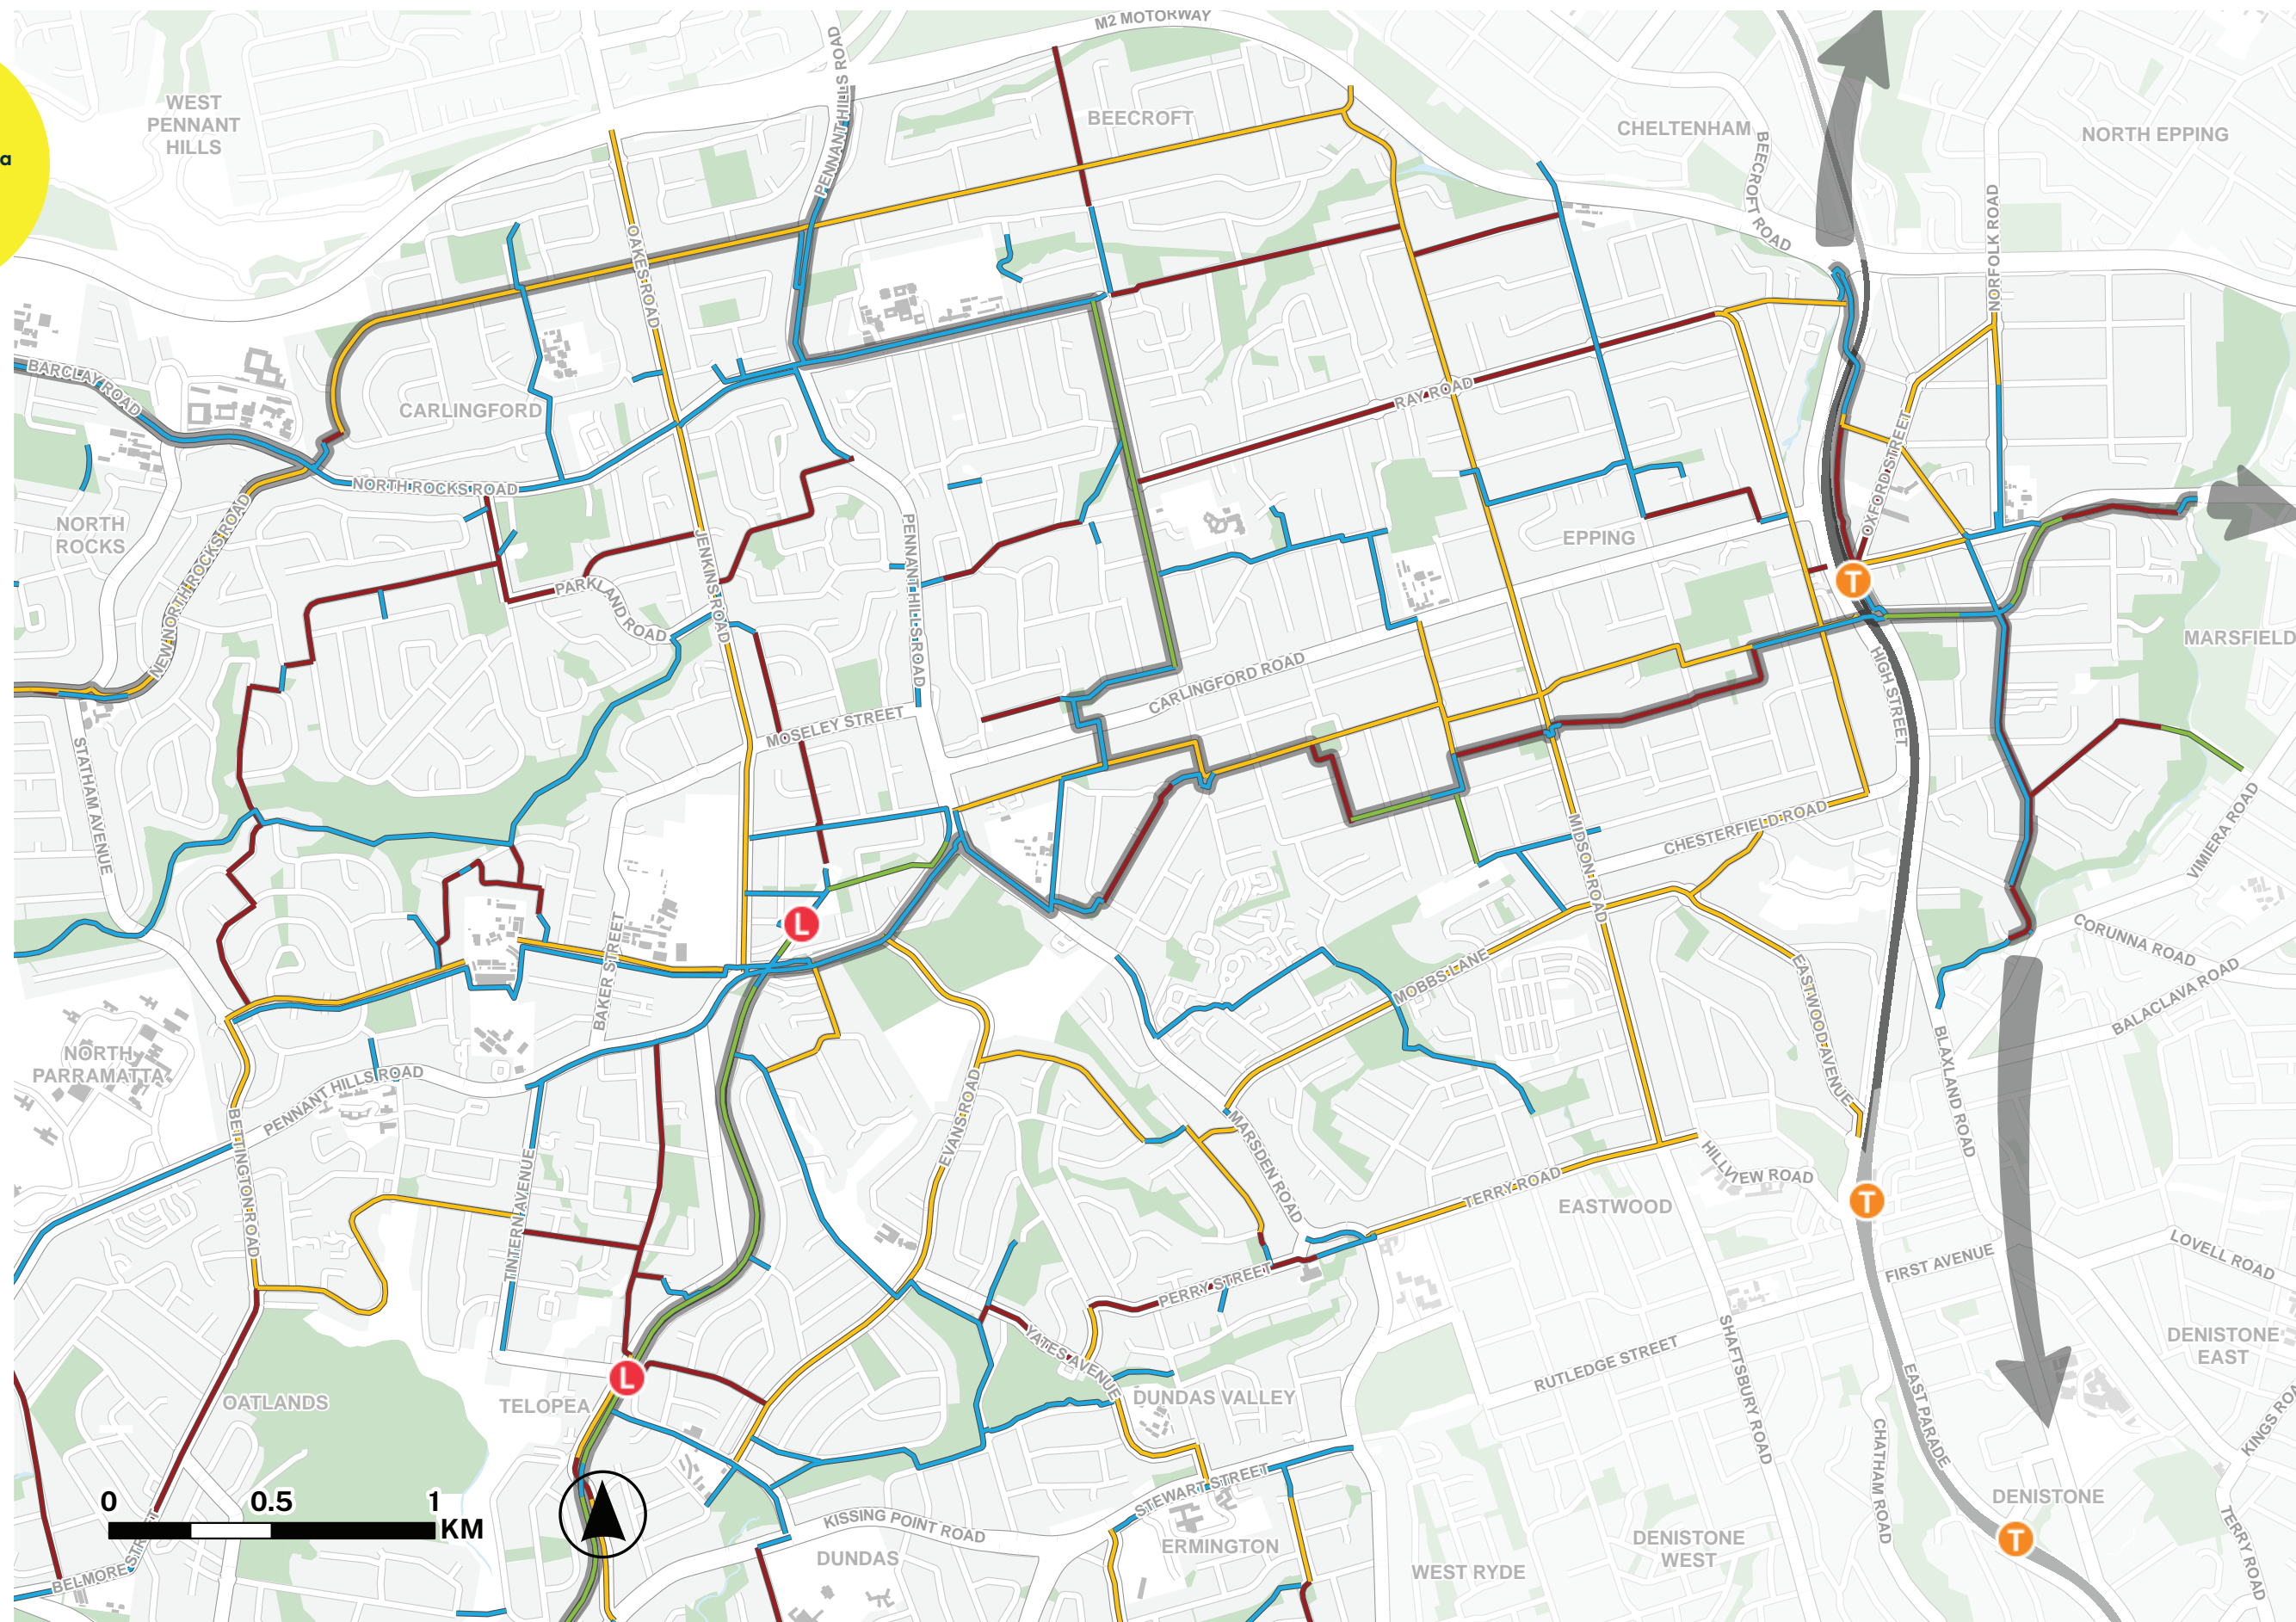 M2 MOTORWAY
PENNANT HILLS ROAD
a
WEST
PENNANT
HILLS
BEECROFT
CHELTENHAM
BEECROFT ROAD
NORTH EPPING
NORFOLK ROAD
OAKES ROAD
BARCLAY ROAD
CARLINGFORD
RAY ROAD
OXFORD STREET
NORTH ROCKS ROAD
NORTH
ROCKS
NEW NORTH ROCKS ROAD
PENNANT HILLS ROAD
JENKINS ROAD
EPPING
PARKLAND ROAD
T
MARSFIELD
CARLINGFORD ROAD
HIGH STREET
MOSELEY STREET
STATHAM AVENUE
MIDSON ROAD
CHESTERFIELD ROAD
VIMIERA ROAD
L
BAKER STREET
CORUNNA ROAD
MOBBS LANE
EASTWOOD AVENUE
BALACLAVA ROAD
NORTH
PARRAMATTA
PENNANT HILLS ROAD
BETTINGTON ROAD
EVANS ROAD
MARSDEN ROAD
BLAXLAND ROAD
TINTERN AVENUE
TERRY ROAD
HILLVIEW ROAD
EASTWOOD
T
LOVELL ROAD
FIRST AVENUE
PERRY STREET
YATES AVENUE
SHAFTSBURY ROAD
RUTLEDGE STREET
DENISTONE
EAST
L
OATLANDS
TELOPEA
DUNDAS VALLEY
EAST PARADE
CHATHAM ROAD
KINGS ROA
STEWART STREET
DENISTONE
0 0.5 1
KM
KISSING POINT ROAD
TERRY ROAD
T
BELMORE STR
DUNDAS
ERMINGTON
WEST RYDE
DENISTONE
WEST